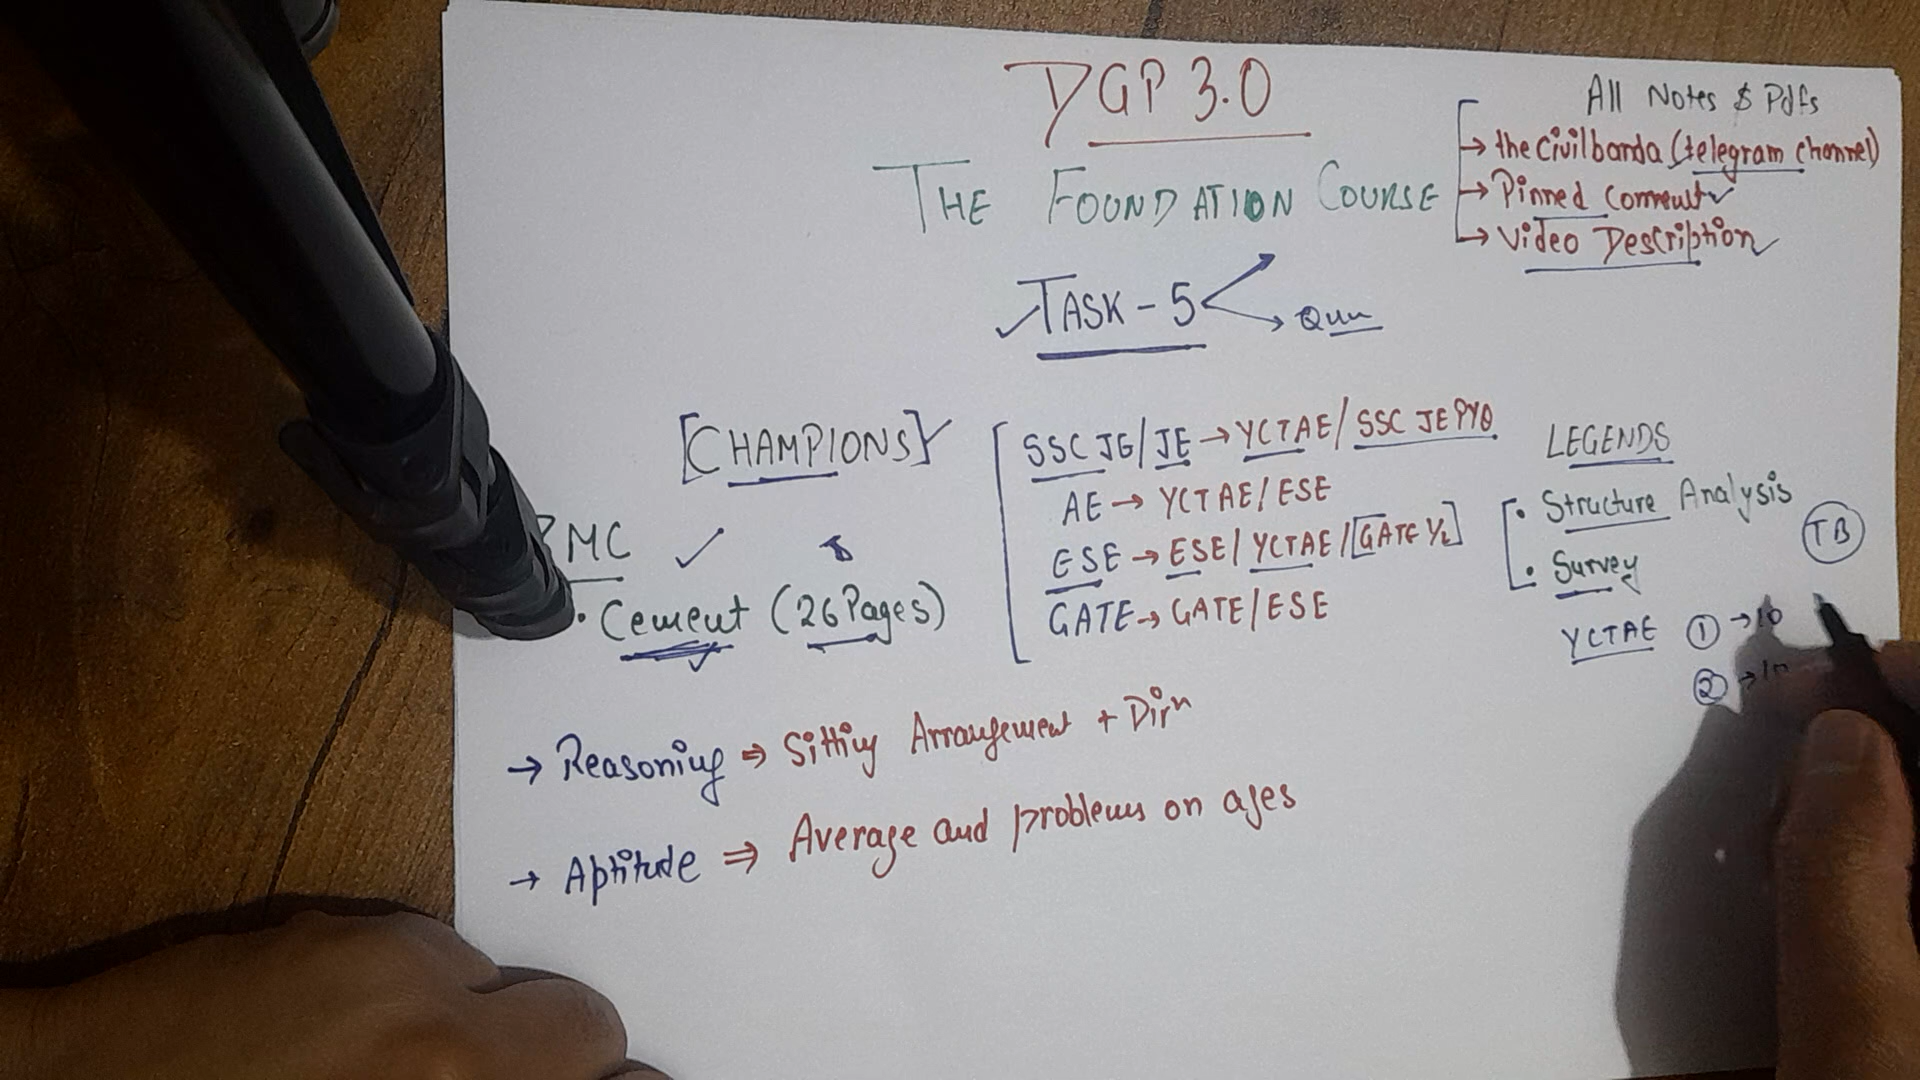 DGP 3.0
THE FOUNDATION COURSE
All Notes & Pdfs
→ the civilbanda (telegram channel)
→ Pinned Comment
→ Video Description
TASK - 5
→ Quu
[CHAMPIONS]
MC
• Cement (26 Pages)
SSC JE/JE → YCTAE/SSC JE PYQ
AE → YCTAE/ESE
ESE → ESE/YCTAE/[GATE 1/2]
GATE → GATE/ESE
LEGENDS
• Structure Analysis
• Survey
TB
YCTAE ① → 10
② →
→ Reasoning ⇒ Sitting Arrangement + Dirⁿ
→ Aptitude ⇒ Average and problems on ages